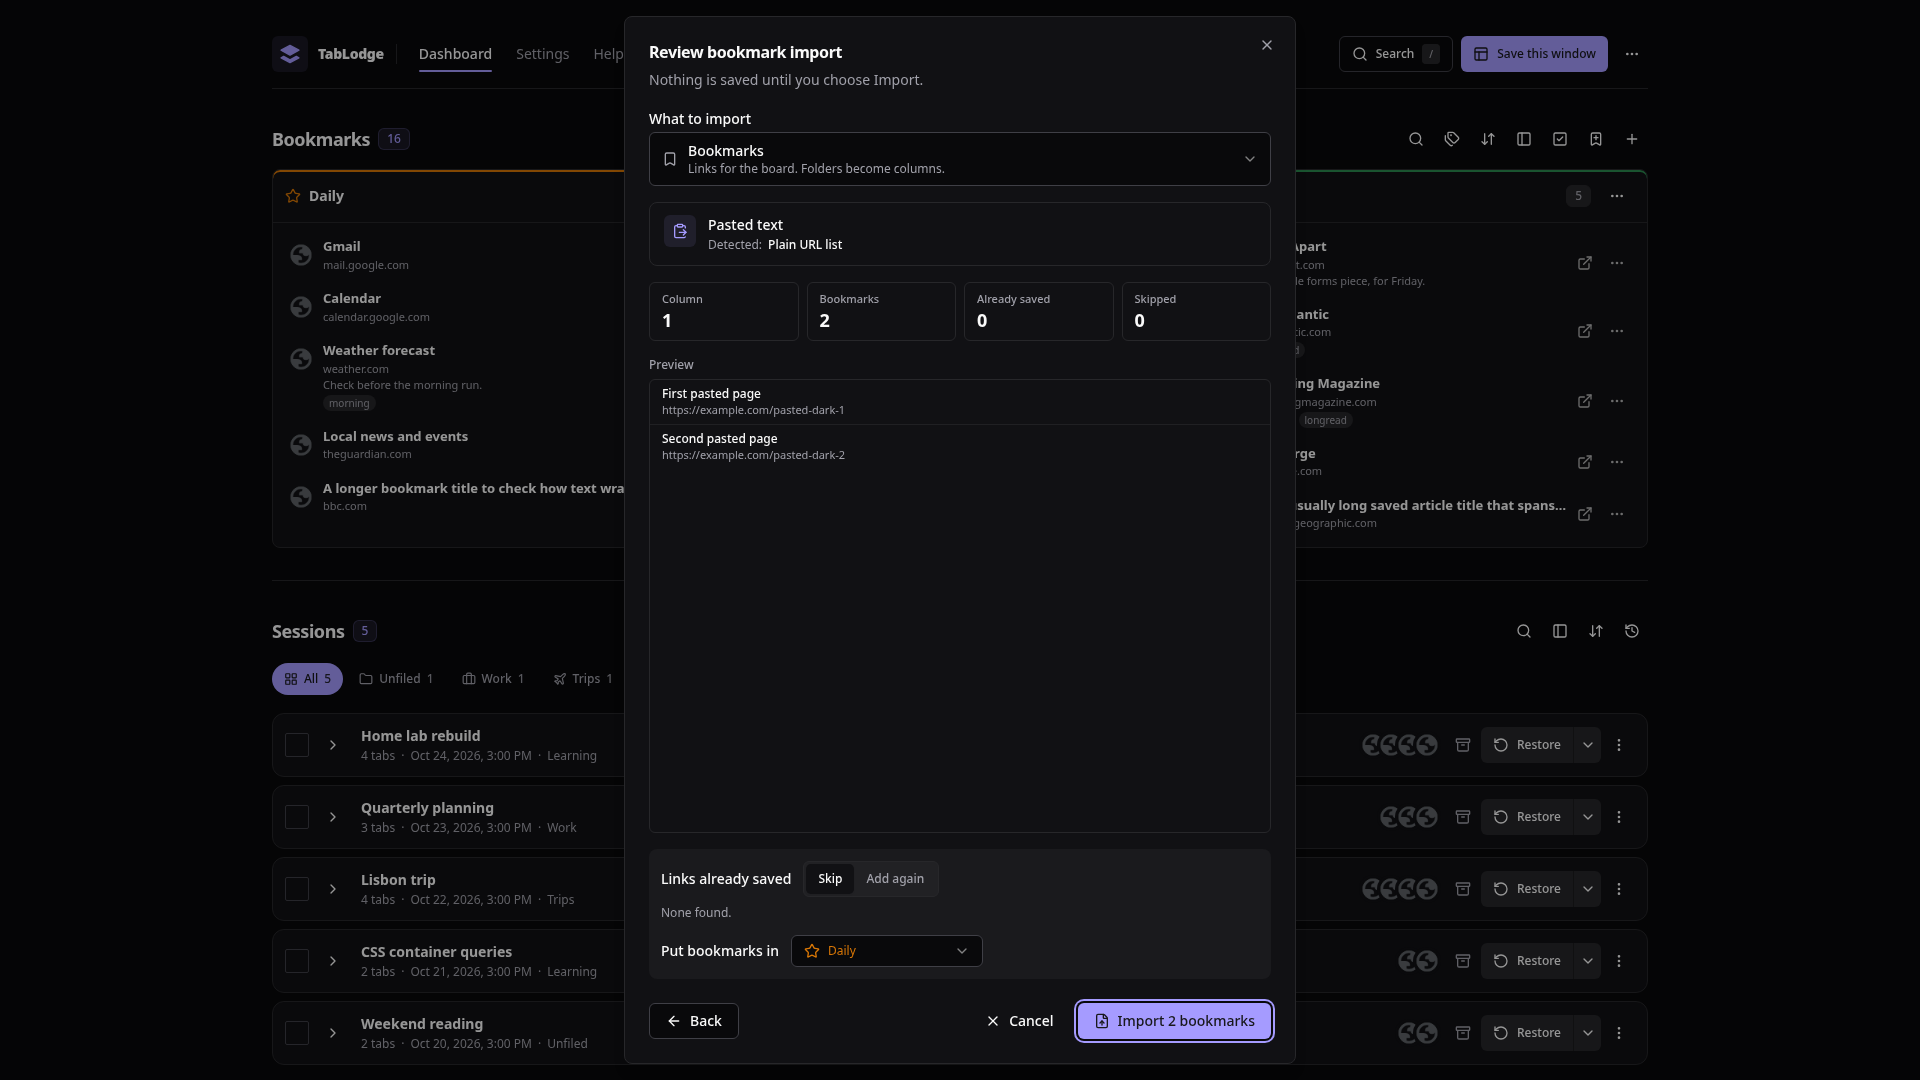 TabLodge
Dashboard
Settings
Help
Search /
Save this window
Bookmarks 16
Daily
Gmail
mail.google.com
Calendar
calendar.google.com
Weather forecast
weather.com
Check before the morning run.
morning
Local news and events
theguardian.com
A longer bookmark title to check how text wra
bbc.com
Review bookmark import
Nothing is saved until you choose Import.
What to import
Bookmarks
Links for the board. Folders become columns.
Pasted text
Detected: Plain URL list
Column
1
Bookmarks
2
Already saved
0
Skipped
0
Preview
First pasted page
https://example.com/pasted-dark-1
Second pasted page
https://example.com/pasted-dark-2
Links already saved
Skip
Add again
None found.
Put bookmarks in
Daily
Back
Cancel
Import 2 bookmarks
5
Apart
t.com
le forms piece, for Friday.
antic
tic.com
ing Magazine
gmagazine.com
longread
rge
e.com
sually long saved article title that spans...
geographic.com
Sessions 5
All 5
Unfiled 1
Work 1
Trips 1
Home lab rebuild
4 tabs · Oct 24, 2026, 3:00 PM · Learning
Restore
Quarterly planning
3 tabs · Oct 23, 2026, 3:00 PM · Work
Restore
Lisbon trip
4 tabs · Oct 22, 2026, 3:00 PM · Trips
Restore
CSS container queries
2 tabs · Oct 21, 2026, 3:00 PM · Learning
Restore
Weekend reading
2 tabs · Oct 20, 2026, 3:00 PM · Unfiled
Restore